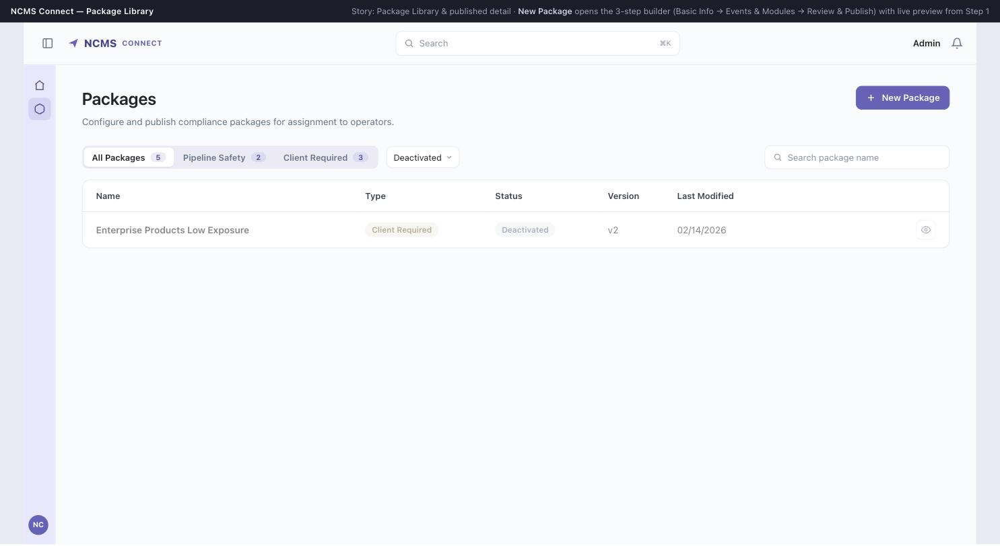 NCMS Connect — Package Library
Story: Package Library & published detail · New Package opens the 3-step builder (Basic Info → Events & Modules → Review & Publish) with live preview from Step 1
NCMS CONNECT
Search
⌘K
Admin
Packages
New Package
Configure and publish compliance packages for assignment to operators.
All Packages 5
Pipeline Safety 2
Client Required 3
Deactivated
Search package name
Name Type Status Version Last Modified
Enterprise Products Low Exposure Client Required Deactivated v2 02/14/2026
NC